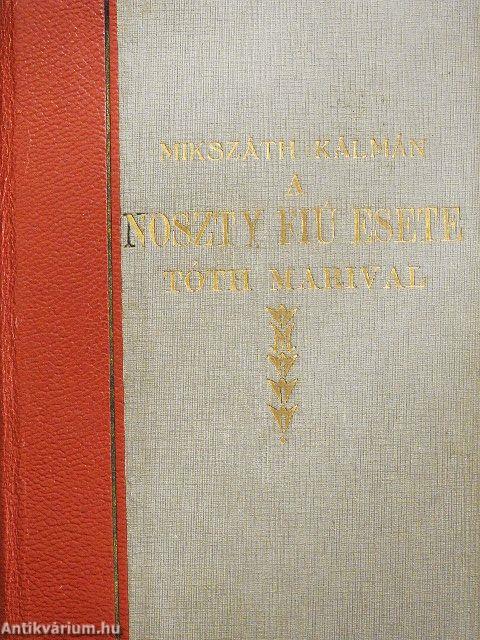 MIKSZÁTH KÁLMÁN
A
NOSZTY FIÚ ESETE
TÓTH MARIVAL
Antikvárium.hu